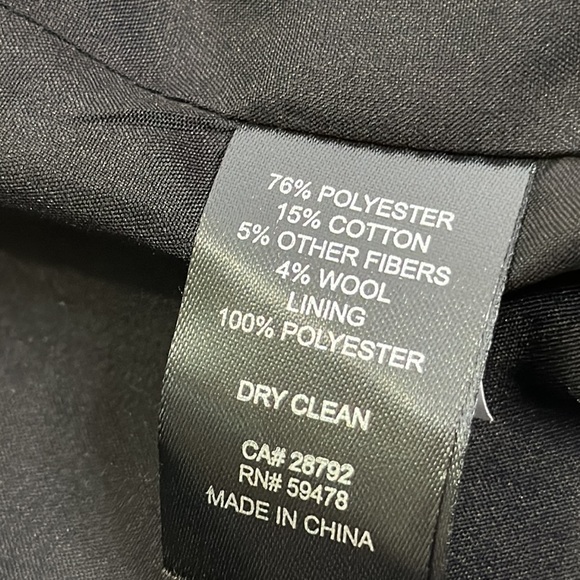 76% POLYESTER
15% COTTON
5% OTHER FIBERS
4% WOOL
LINING
100% POLYESTER
DRY CLEAN
CA# 28792
RN# 59478
MADE IN CHINA